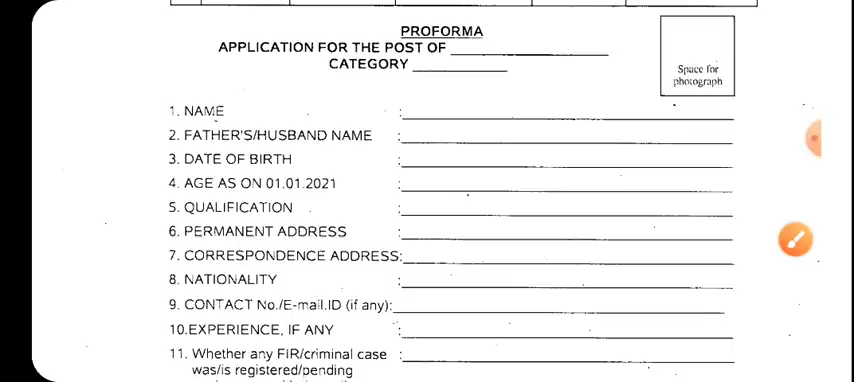 PROFORMA
APPLICATION FOR THE POST OF
CATEGORY
Space for
photograph
1. NAME :
2. FATHER'S/HUSBAND NAME :
3. DATE OF BIRTH :
4. AGE AS ON 01.01.2021 :
5. QUALIFICATION :
6. PERMANENT ADDRESS :
7. CORRESPONDENCE ADDRESS:
8. NATIONALITY :
9. CONTACT No./E-mail.ID (if any):
10.EXPERIENCE, IF ANY :
11. Whether any FIR/criminal case :
was/is registered/pending